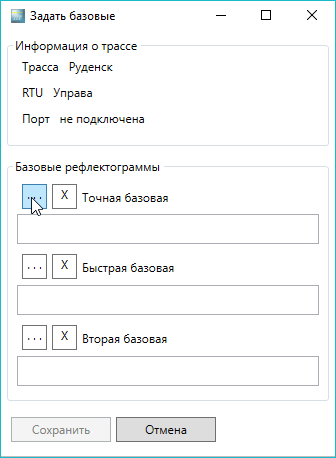 Задать базовые
Информация о трассе
Трасса Руденск
RTU Управа
Порт не подключена
Базовые рефлектограммы
... X Точная базовая
... X Быстрая базовая
... X Вторая базовая
Сохранить Отмена